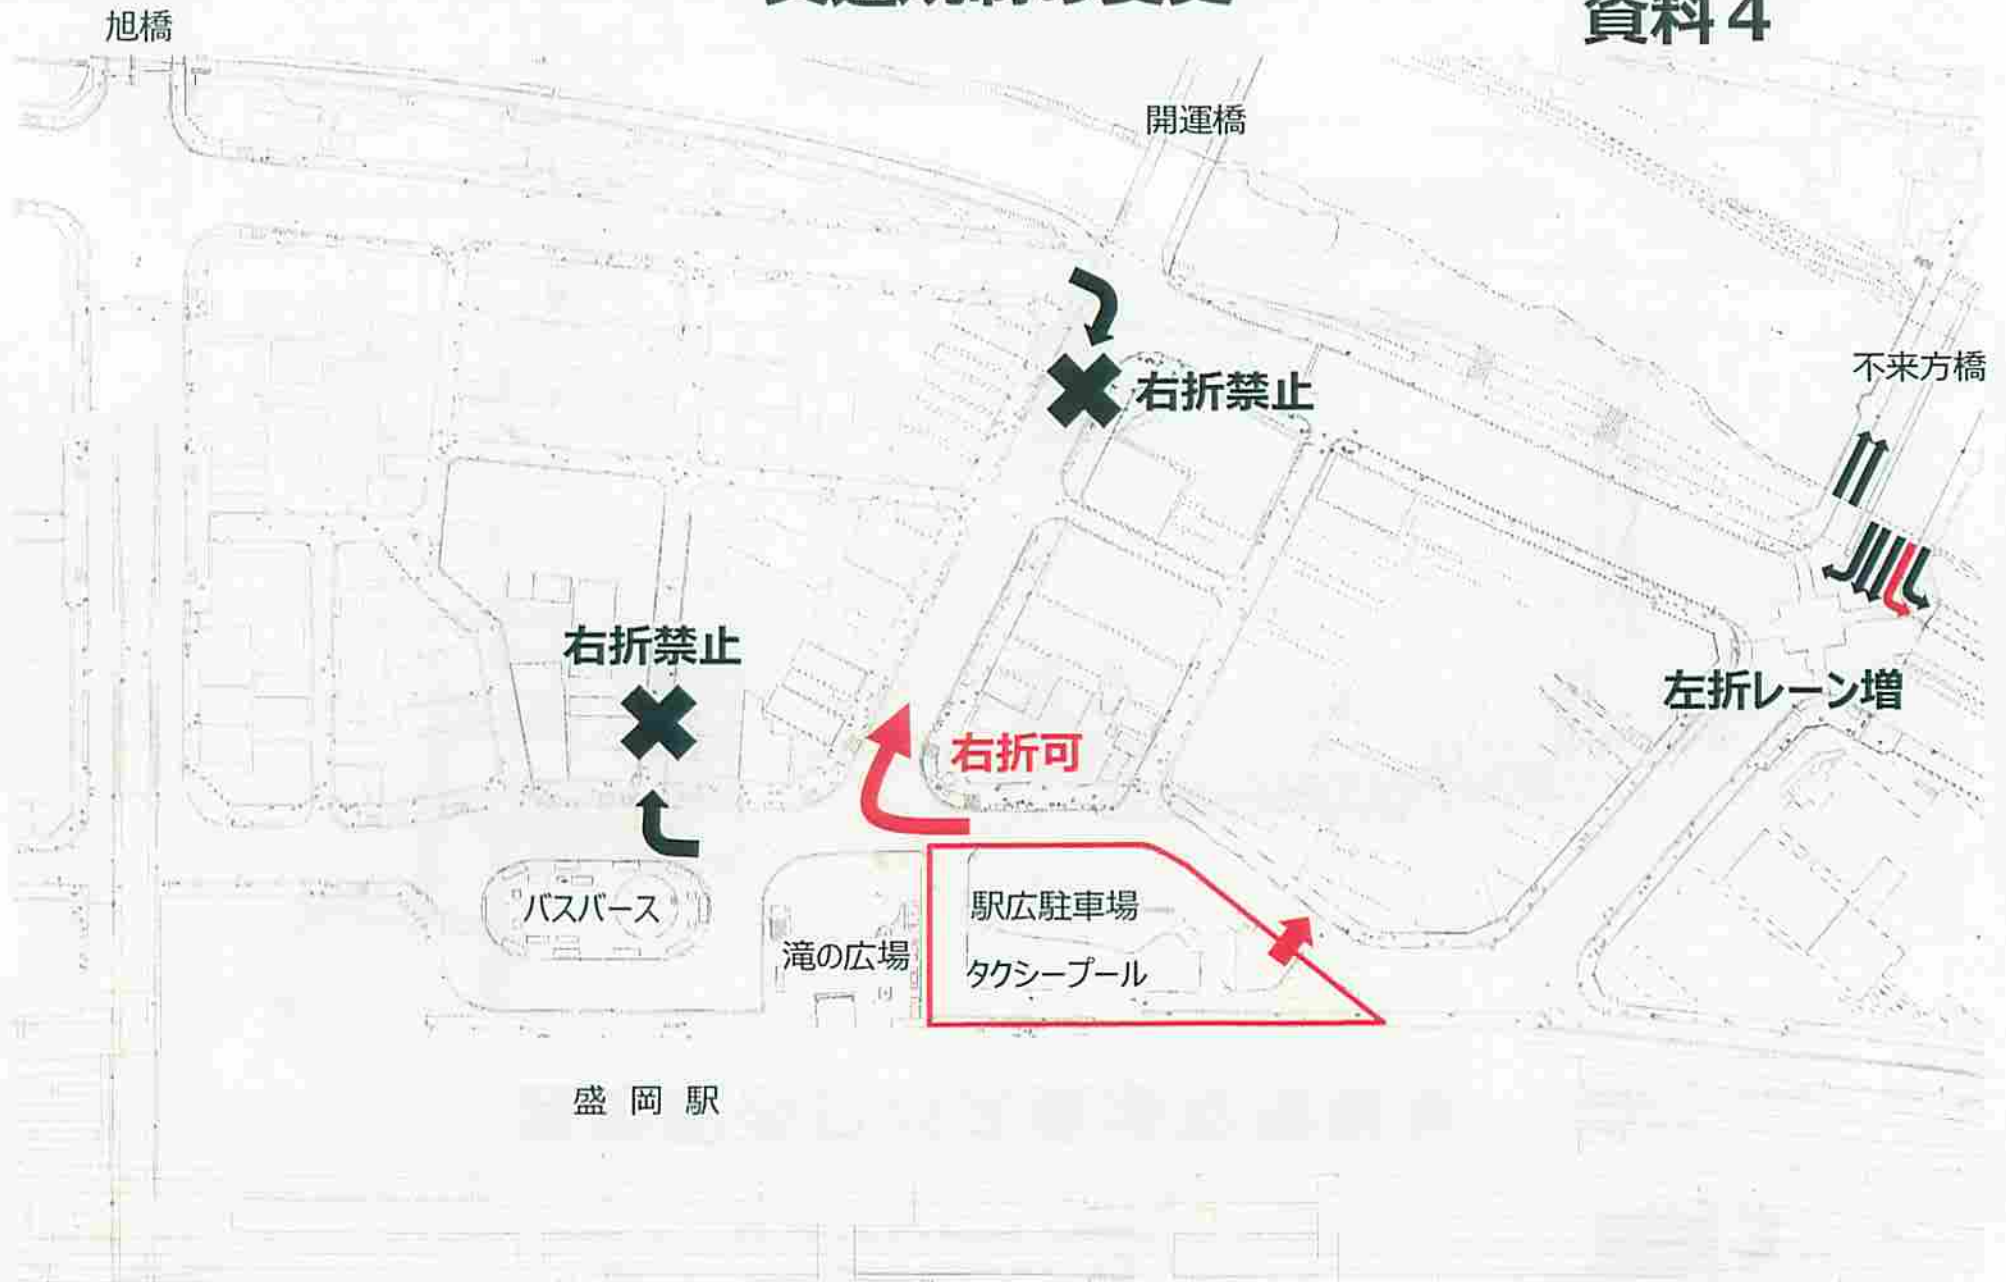 資料４
旭橋
開運橋
不来方橋
右折禁止
右折禁止
左折レーン増
右折可
バスバース
駅広駐車場
滝の広場
タクシープール
盛岡駅